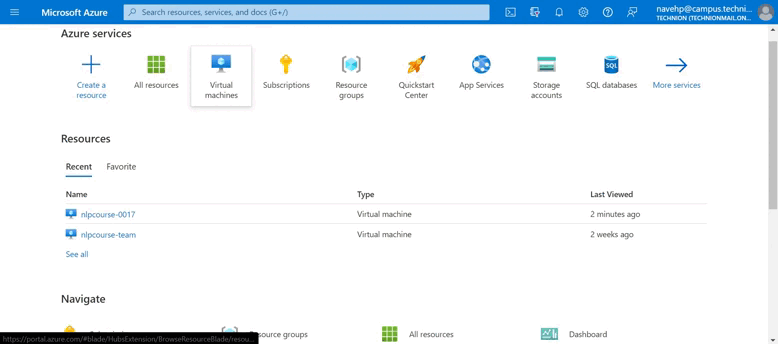 Microsoft Azure
Search resources, services, and docs (G+/)
navehp@campus.techni...
TECHNION (TECHNIONMAIL.ON...
Azure services
Create a resource
All resources
Virtual machines
Subscriptions
Resource groups
Quickstart Center
App Services
Storage accounts
SQL databases
More services
Resources
Recent Favorite
Name Type Last Viewed
nlpcourse-0017 Virtual machine 2 minutes ago
nlpcourse-team Virtual machine 2 weeks ago
See all
Navigate
source groups All resources Dashboard
https://portal.azure.com/#blade/HubsExtension/BrowseResourceBlade/resou...